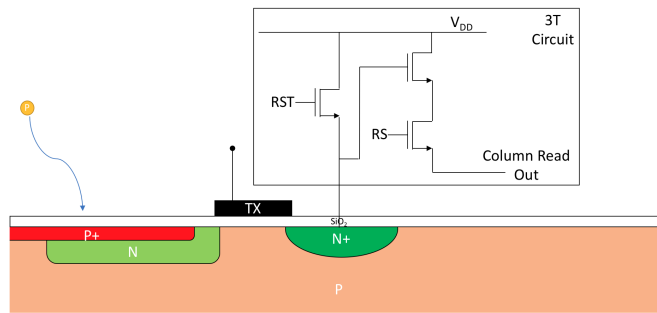 V_DD
3T
Circuit
P
RST
RS
Column Read
Out
TX
SiO₂
P+
N+
N
P